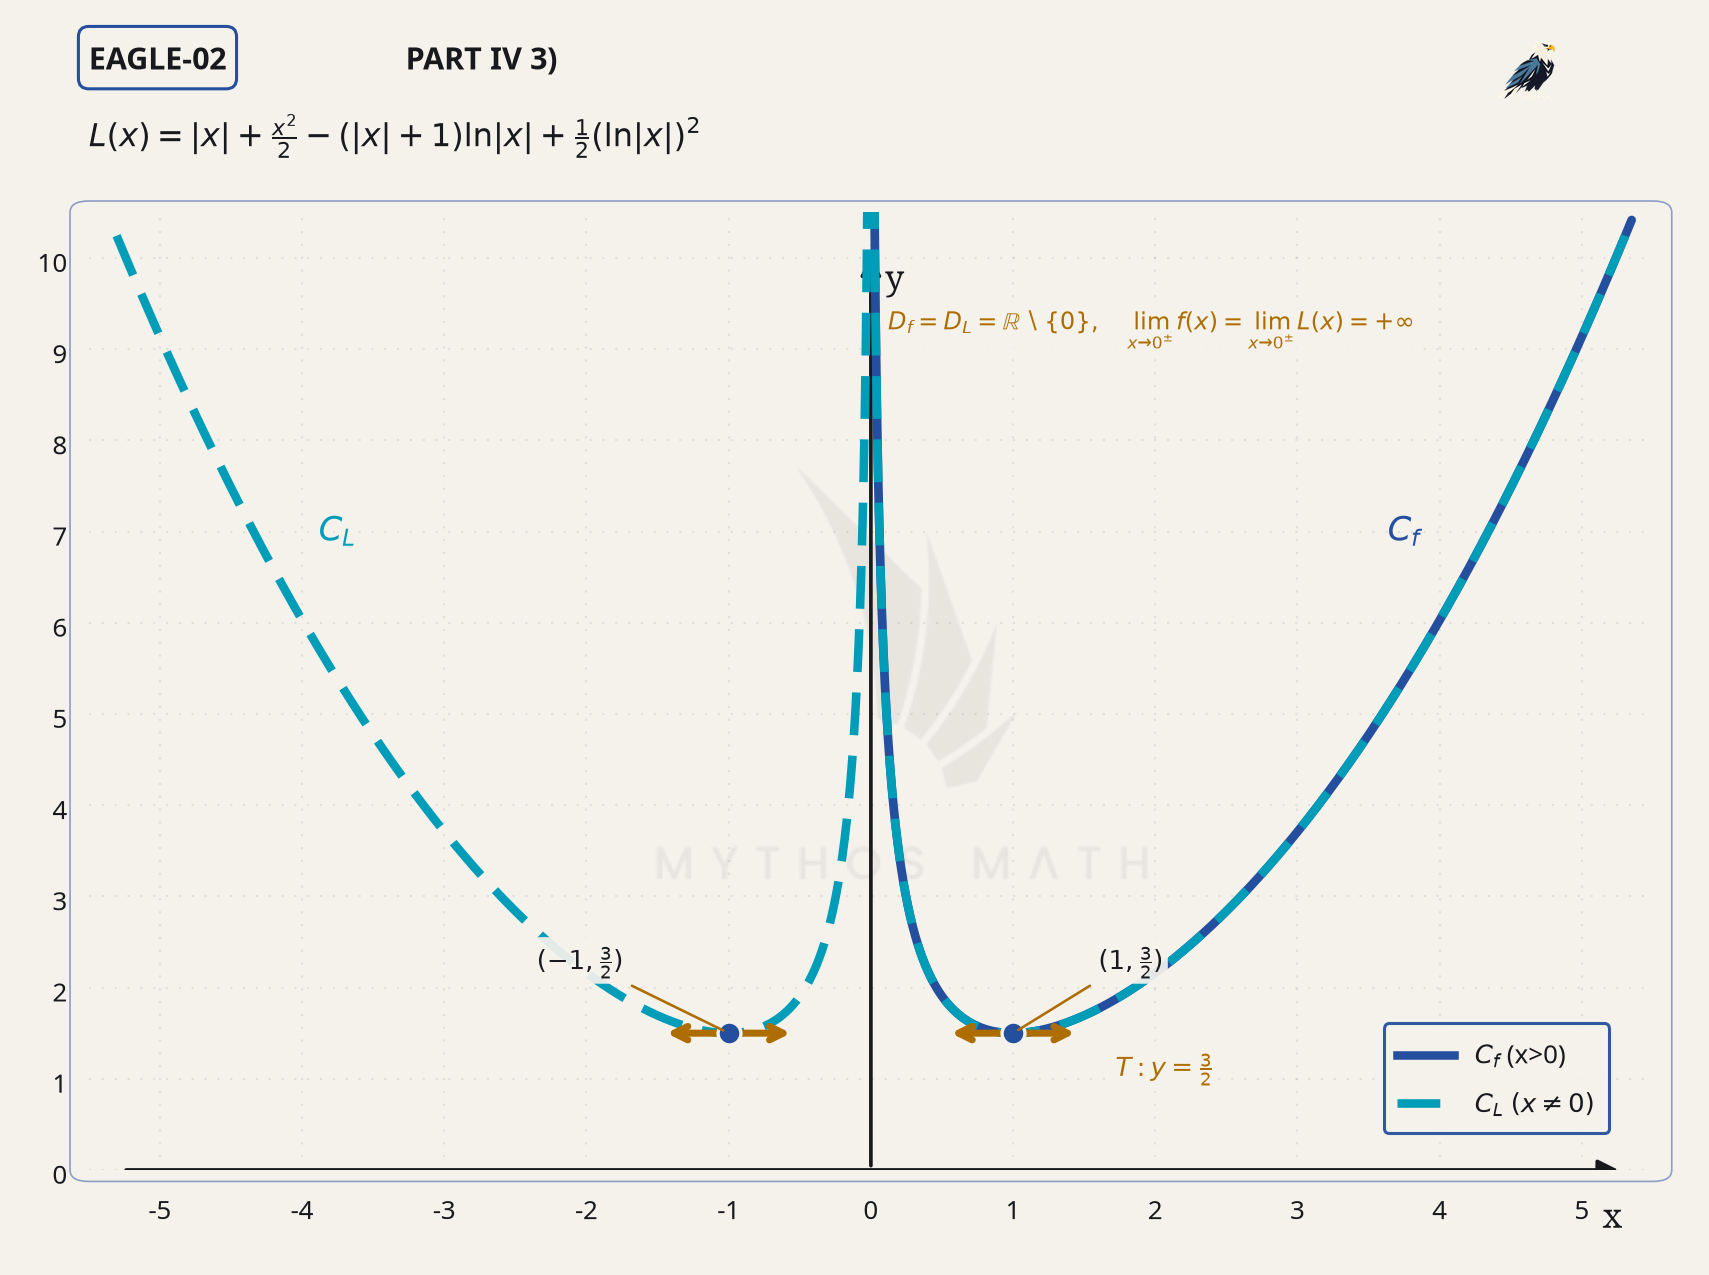 EAGLE-02 PART IV 3)
L(x) = |x| + x²/2 − (|x| + 1)ln|x| + 1/2(ln|x|)²
10
y
D_f = D_L = ℝ \ {0}, lim_{x→0±} f(x) = lim_{x→0±} L(x) = +∞
9
8
7
C_L
C_f
6
5
4
MYTHOS MΛTH
3
(−1, 3/2)
(1, 3/2)
2
T : y = 3/2
C_f (x>0)
1
C_L (x ≠ 0)
0
-5 -4 -3 -2 -1 0 1 2 3 4 5 x